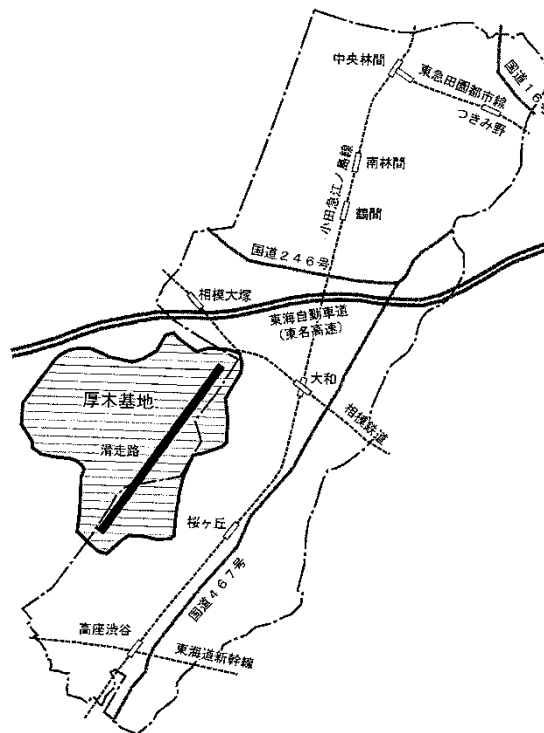 中央林間
東急田園都市線
国道16号
つきみ野
南林間
小田急江ノ島線
鶴間
国道246号
相模大塚
東海自動車道
(東名高速)
大和
厚木基地
相模鉄道
滑走路
桜ヶ丘
国道467号
高座渋谷
東海道新幹線